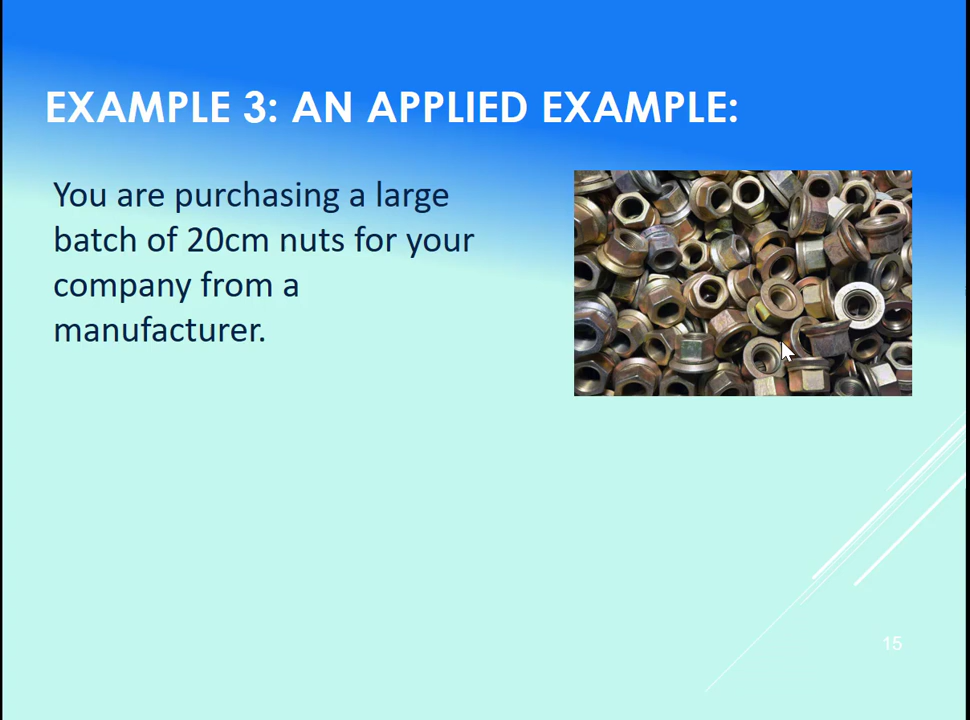 EXAMPLE 3: AN APPLIED EXAMPLE:
You are purchasing a large
batch of 20cm nuts for your
company from a
manufacturer.
15